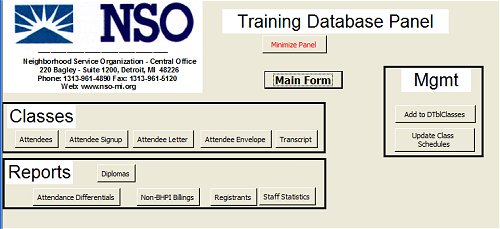 NSO
Training Database Panel
Minimize Panel
Neighborhood Service Organization - Central Office
220 Bagley - Suite 1200, Detroit, MI 48226
Phone: 1313-961-4890 Fax: 1313-961-5120
Web: www.nso-mi.org
Main Form
Mgmt
Add to DTblClasses
Update Class
Schedules
Classes
Attendees Attendee Signup Attendee Letter Attendee Envelope Transcript
Reports
Diplomas
Attendance Differentials Non-BHPI Billings Registrants Staff Statistics